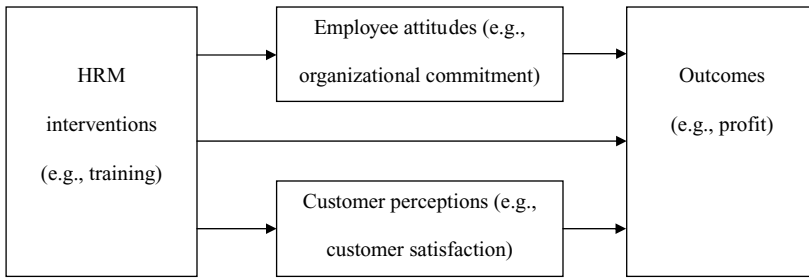 HRM
interventions
(e.g., training)
Employee attitudes (e.g.,
organizational commitment)
Customer perceptions (e.g.,
customer satisfaction)
Outcomes
(e.g., profit)